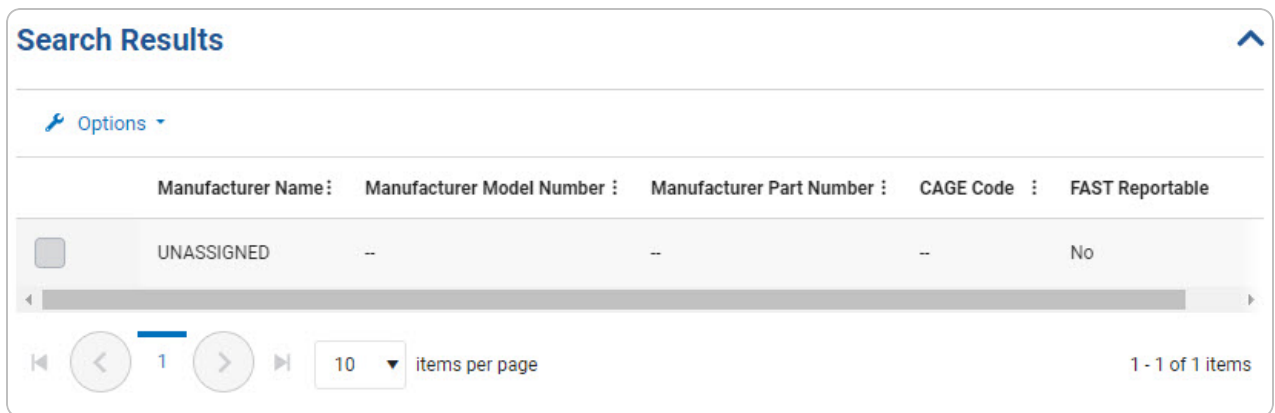 Search Results
Options
Manufacturer Name Manufacturer Model Number Manufacturer Part Number CAGE Code FAST Reportable
UNASSIGNED -- -- -- No
1 10 items per page 1 - 1 of 1 items